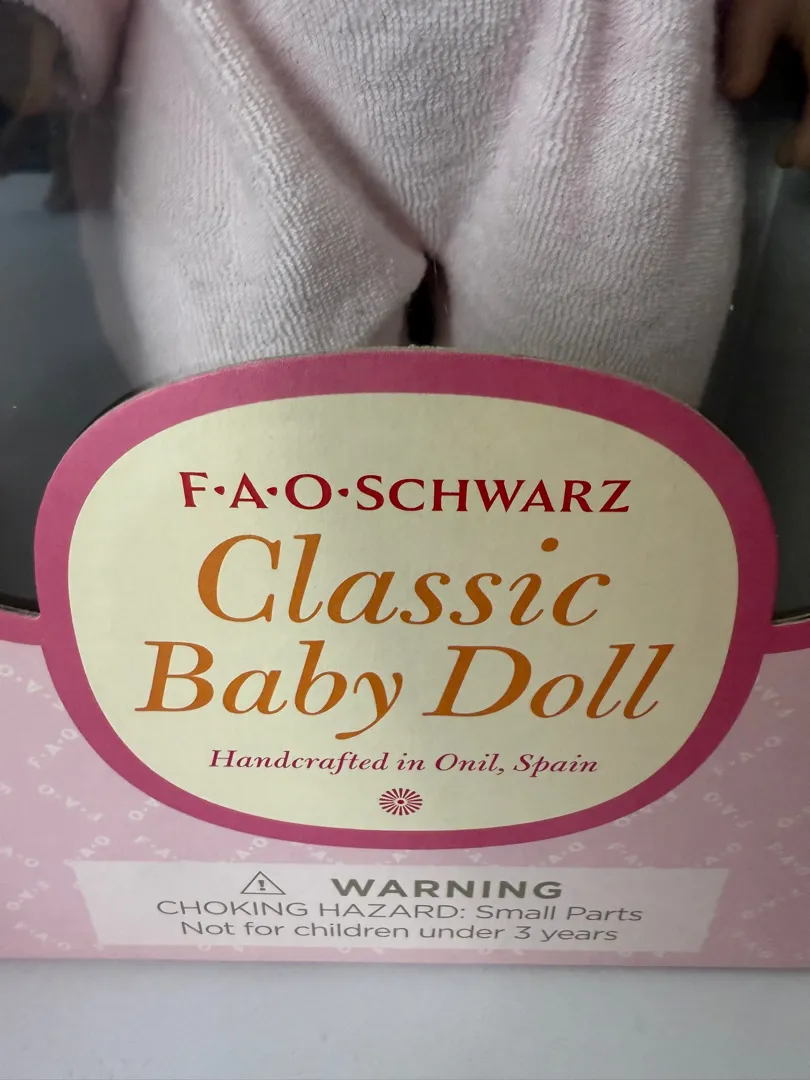 F·A·O·SCHWARZ
Classic
Baby Doll
Handcrafted in Onil, Spain
⚠ WARNING
CHOKING HAZARD: Small Parts
Not for children under 3 years